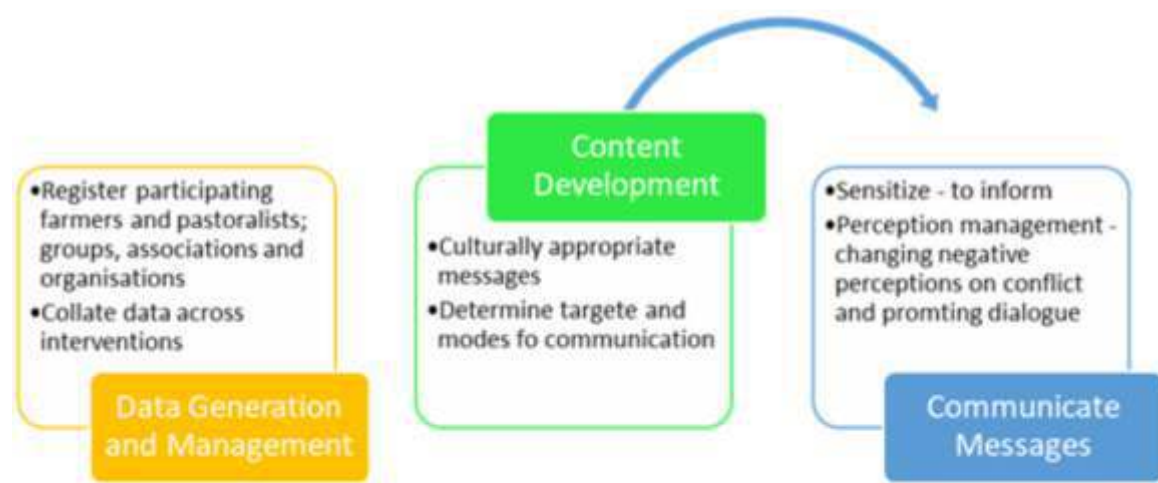 •Register participating
farmers and pastoralists;
groups, associations and
organisations
•Collate data across
interventions
Data Generation
and Management
Content
Development
•Culturally appropriate
messages
•Determine targete and
modes fo communication
•Sensitize - to inform
•Perception management -
changing negative
perceptions on conflict
and promting dialogue
Communicate
Messages